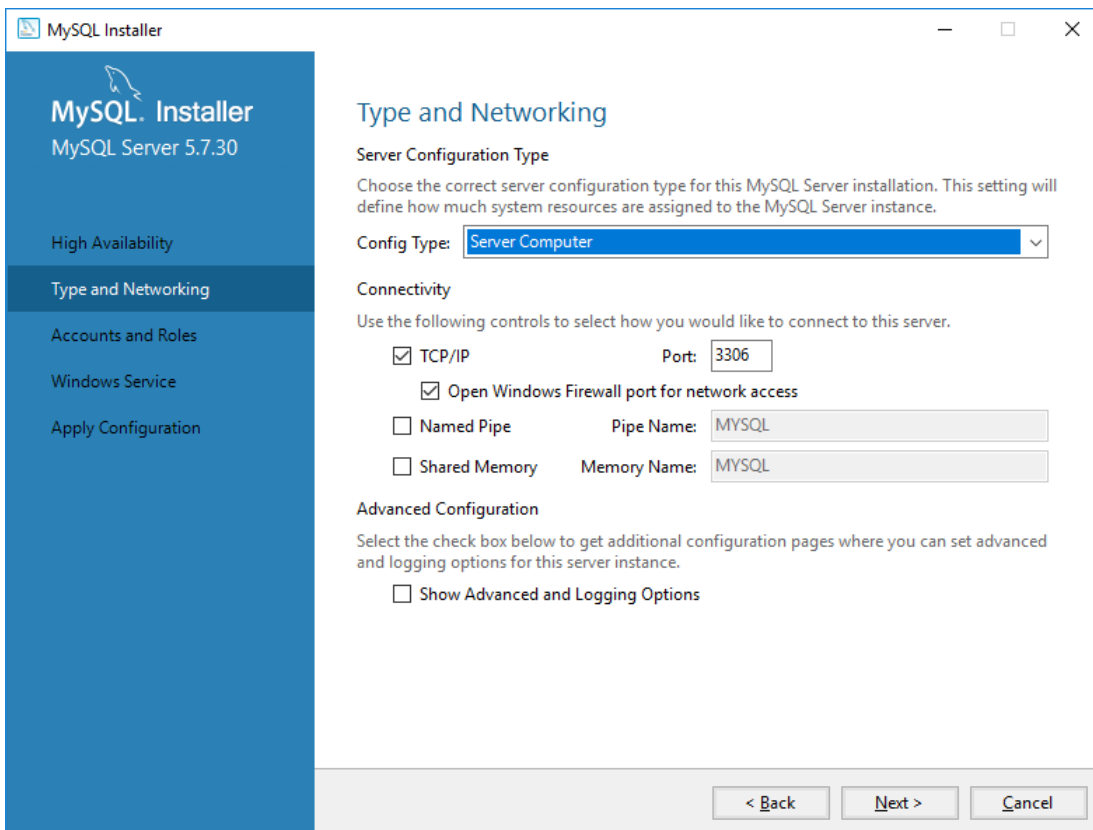 MySQL Installer
MySQL. Installer
MySQL Server 5.7.30
High Availability
Type and Networking
Accounts and Roles
Windows Service
Apply Configuration
Type and Networking
Server Configuration Type
Choose the correct server configuration type for this MySQL Server installation. This setting will
define how much system resources are assigned to the MySQL Server instance.
Config Type: Server Computer
Connectivity
Use the following controls to select how you would like to connect to this server.
TCP/IP Port: 3306
Open Windows Firewall port for network access
Named Pipe Pipe Name: MYSQL
Shared Memory Memory Name: MYSQL
Advanced Configuration
Select the check box below to get additional configuration pages where you can set advanced
and logging options for this server instance.
Show Advanced and Logging Options
< Back Next > Cancel